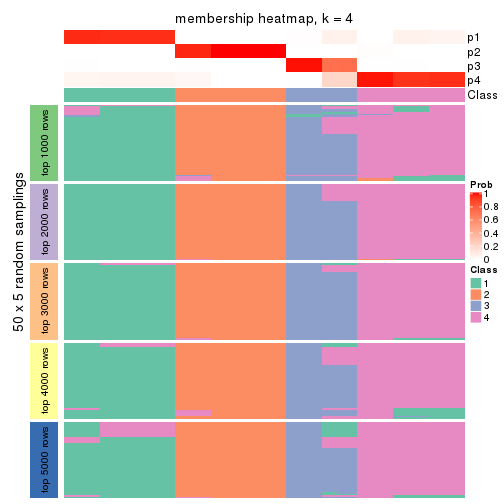 membership heatmap, k = 4
p1
p2
p3
p4
Class
50 x 5 random samplings
top 1000 rows
top 2000 rows
top 3000 rows
top 4000 rows
top 5000 rows
Prob
1
0.8
0.6
0.4
0.2
0
Class
1
2
3
4